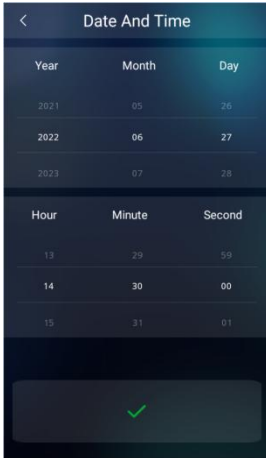 Date And Time
Year Month Day
2021 05 26
2022 06 27
2023 07 28
Hour Minute Second
13 29 59
14 30 00
15 31 01